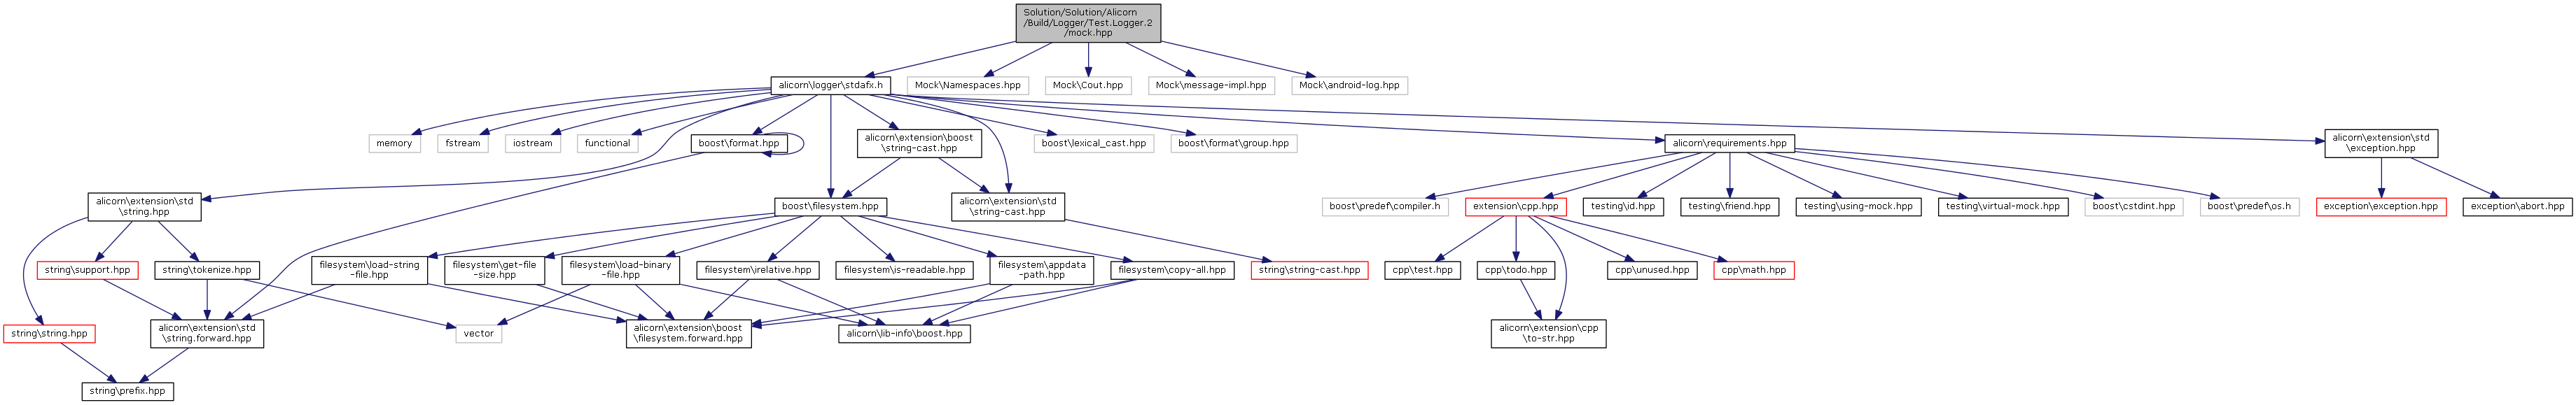 Solution/Solution/Alicorn
/Build/Logger/Test.Logger.2
/mock.hpp
alicorn\logger\stdafx.h
Mock\Namespaces.hpp
Mock\Cout.hpp
Mock\message-impl.hpp
Mock\android-log.hpp
memory
fstream
iostream
functional
boost\format.hpp
alicorn\extension\boost
\string-cast.hpp
boost\lexical_cast.hpp
boost\format\group.hpp
alicorn\requirements.hpp
alicorn\extension\std
\exception.hpp
alicorn\extension\std
\string.hpp
boost\filesystem.hpp
alicorn\extension\std
\string-cast.hpp
boost\predef\compiler.h
extension\cpp.hpp
testing\id.hpp
testing\friend.hpp
testing\using-mock.hpp
testing\virtual-mock.hpp
boost\cstdint.hpp
boost\predef\os.h
exception\exception.hpp
exception\abort.hpp
string\support.hpp
string\tokenize.hpp
filesystem\load-string
-file.hpp
filesystem\get-file
-size.hpp
filesystem\load-binary
-file.hpp
filesystem\irelative.hpp
filesystem\is-readable.hpp
filesystem\appdata
-path.hpp
filesystem\copy-all.hpp
string\string-cast.hpp
cpp\test.hpp
cpp\todo.hpp
cpp\unused.hpp
cpp\math.hpp
string\string.hpp
alicorn\extension\std
\string.forward.hpp
vector
alicorn\extension\boost
\filesystem.forward.hpp
alicorn\lib-info\boost.hpp
alicorn\extension\cpp
\to-str.hpp
string\prefix.hpp